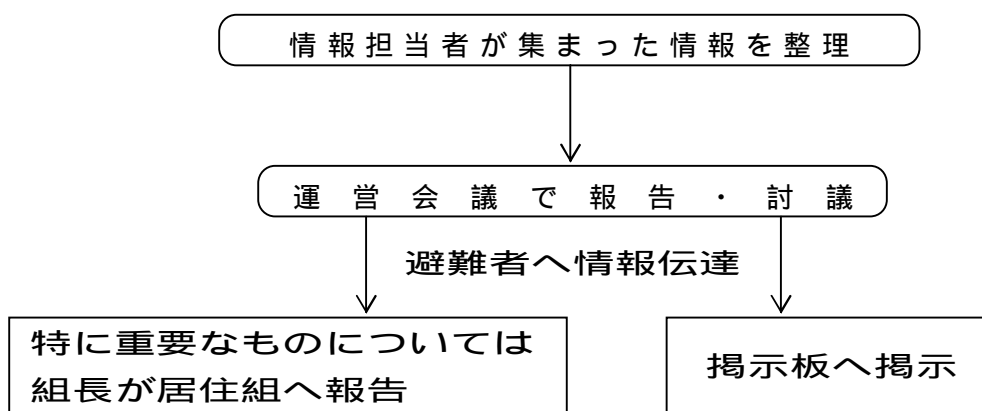 情報担当者が集まった情報を整理
運営会議で報告・討議
避難者へ情報伝達
特に重要なものについては
組長が居住組へ報告
掲示板へ掲示